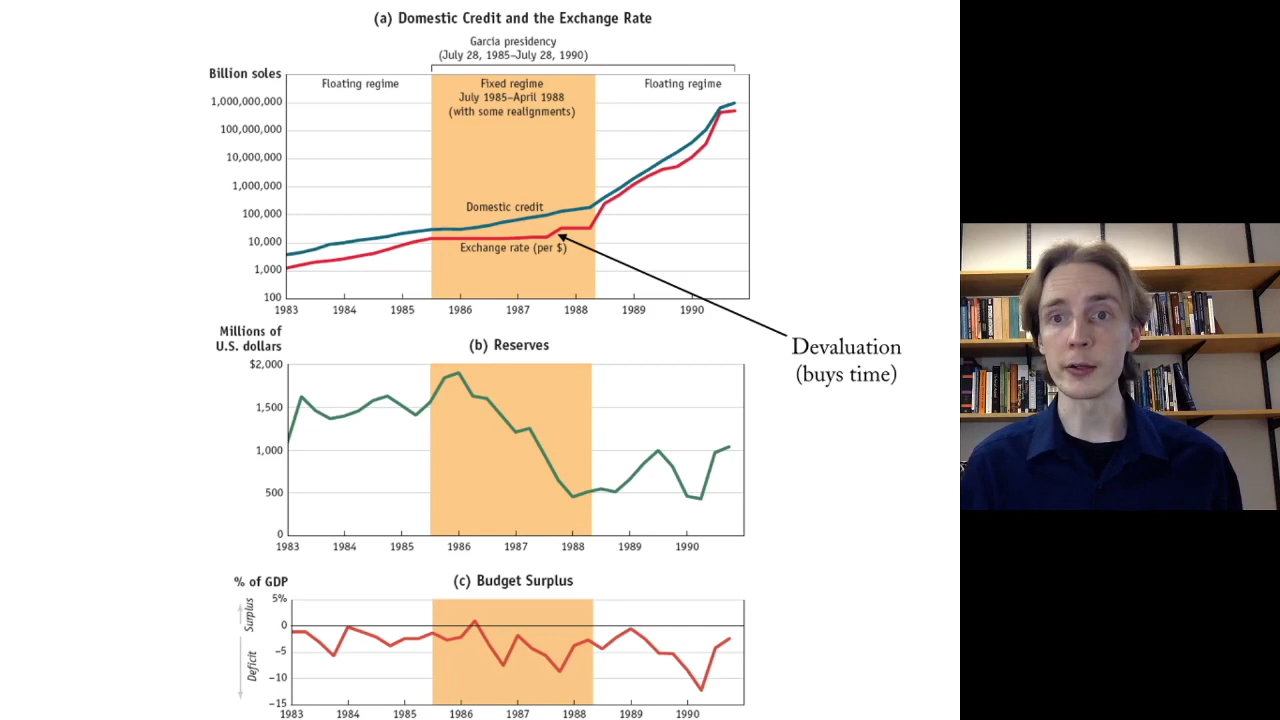 (a) Domestic Credit and the Exchange Rate
Garcia presidency
(July 28, 1985–July 28, 1990)
Billion soles
Floating regime
Fixed regime
July 1985–April 1988
(with some realignments)
Floating regime
1,000,000,000
100,000,000
10,000,000
1,000,000
100,000
10,000
1,000
100
Domestic credit
Exchange rate (per $)
1983 1984 1985 1986 1987 1988 1989 1990
Devaluation
(buys time)
Millions of
U.S. dollars
(b) Reserves
$2,000
1,500
1,000
500
0
1983 1984 1985 1986 1987 1988 1989 1990
% of GDP
(c) Budget Surplus
Surplus
Deficit
5%
0
−5
−10
−15
1983 1984 1985 1986 1987 1988 1989 1990